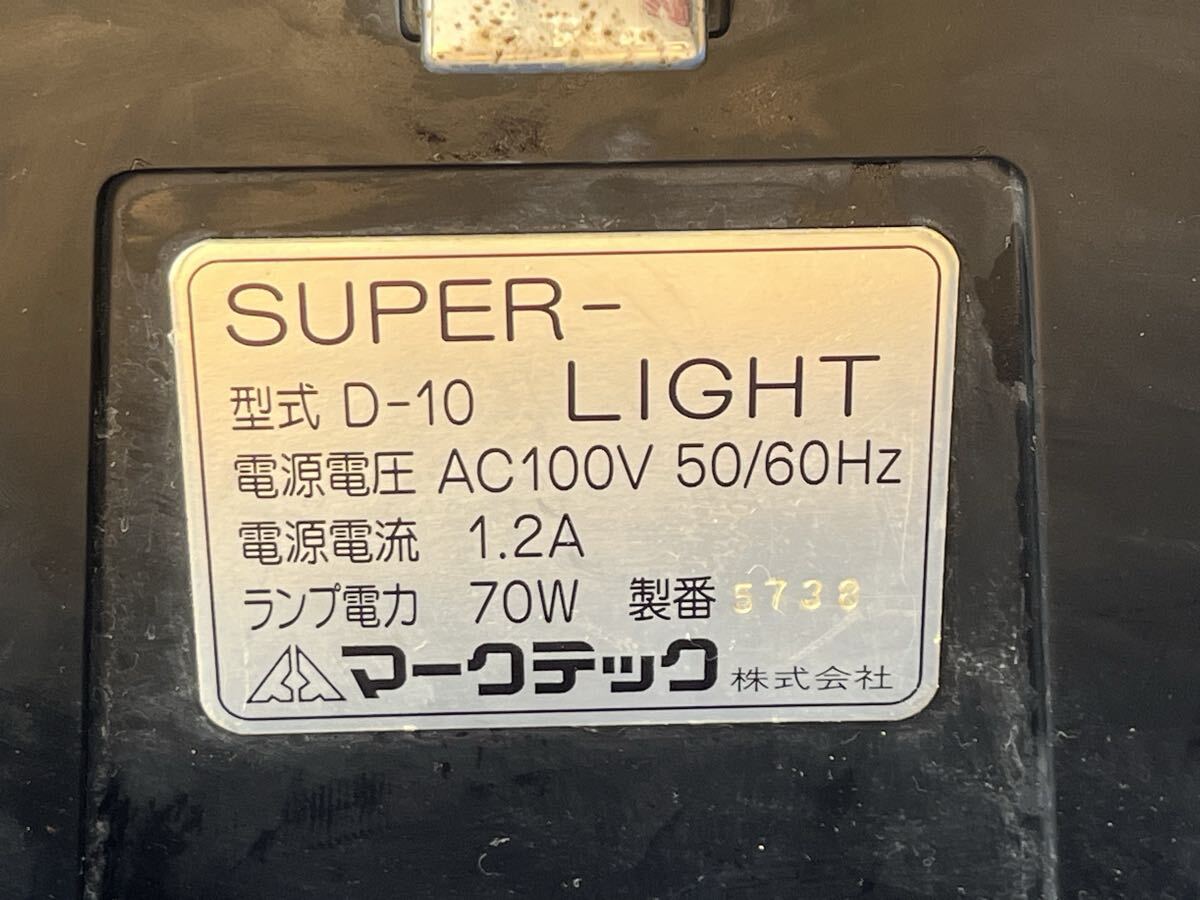 SUPER-
LIGHT
型式 D-10
電源電圧 AC100V 50/60Hz
電源電流 1.2A
ランプ電力 70W 製番 5738
マークテック 株式会社